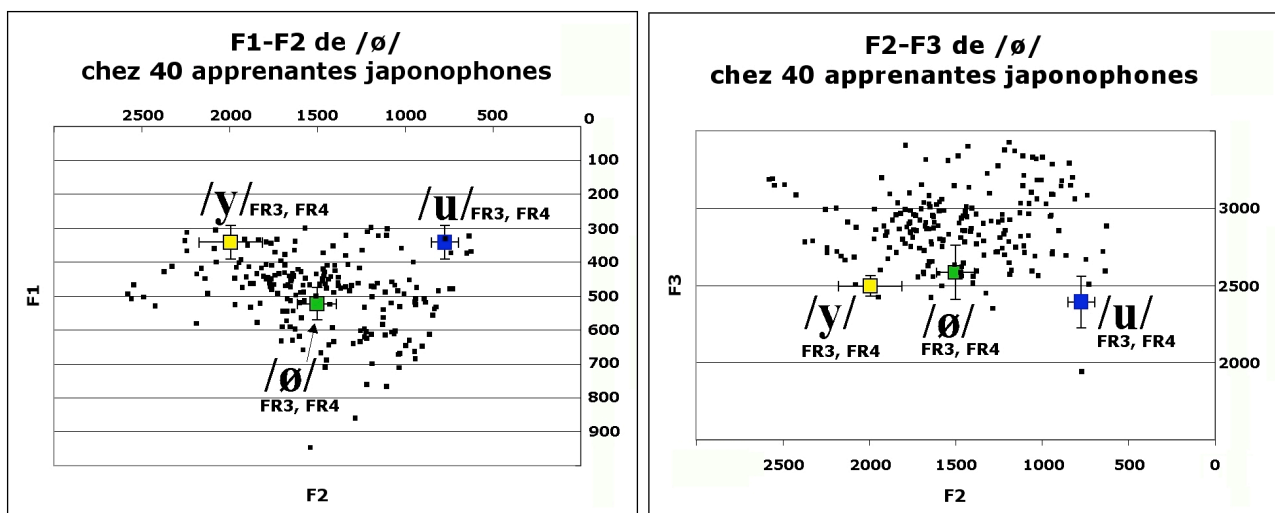 F1-F2 de /ø/
chez 40 apprenantes japonophones
2500 2000 1500 1000 500 0
100
200
300
400
500
600
700
800
900
/y/ FR3, FR4
/u/ FR3, FR4
/ø/
FR3, FR4
F1
F2
F2-F3 de /ø/
chez 40 apprenantes japonophones
3000
2500
2000
/y/
FR3, FR4
/ø/
FR3, FR4
/u/
FR3, FR4
F3
2500 2000 1500 1000 500 0
F2